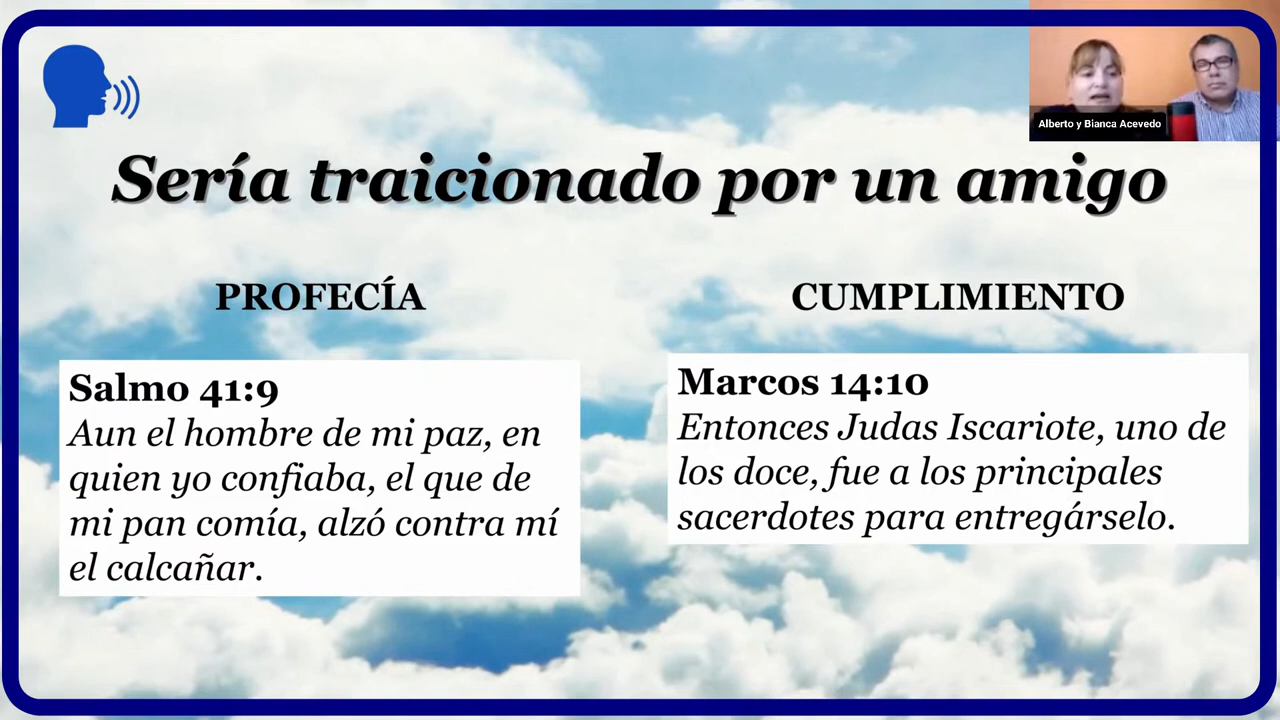 Alberto y Bianca Acevedo
Sería traicionado por un amigo
PROFECÍA
Salmo 41:9
Aun el hombre de mi paz, en
quien yo confiaba, el que de
mi pan comía, alzó contra mí
el calcañar.
CUMPLIMIENTO
Marcos 14:10
Entonces Judas Iscariote, uno de
los doce, fue a los principales
sacerdotes para entregárselo.